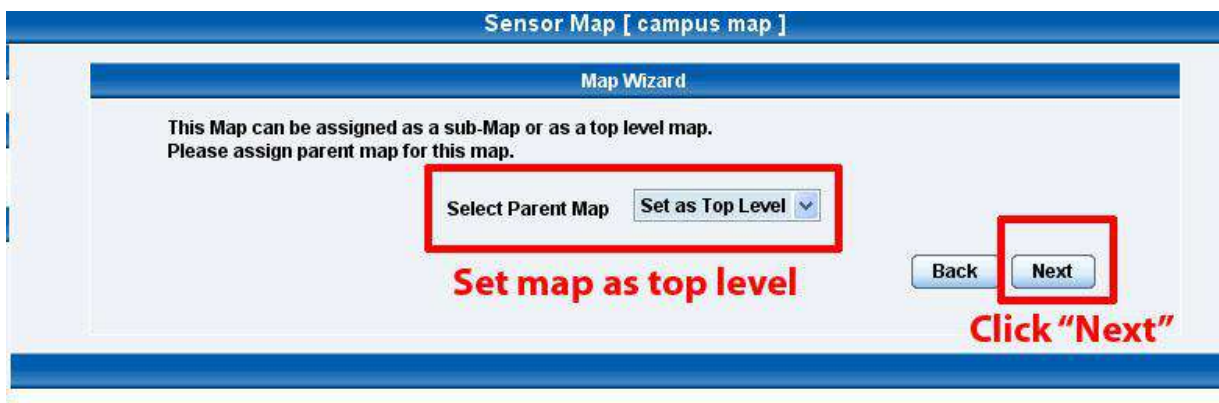 Sensor Map [ campus map ]
Map Wizard
This Map can be assigned as a sub-Map or as a top level map.
Please assign parent map for this map.
Select Parent Map Set as Top Level
Back Next
Set map as top level
Click “Next”